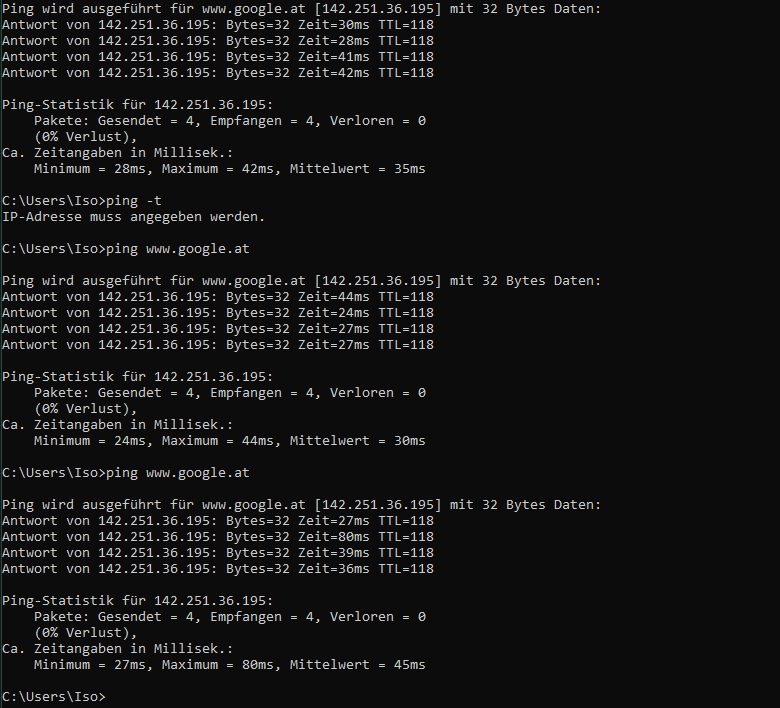 Ping wird ausgeführt für www.google.at [142.251.36.195] mit 32 Bytes Daten:
Antwort von 142.251.36.195: Bytes=32 Zeit=30ms TTL=118
Antwort von 142.251.36.195: Bytes=32 Zeit=28ms TTL=118
Antwort von 142.251.36.195: Bytes=32 Zeit=41ms TTL=118
Antwort von 142.251.36.195: Bytes=32 Zeit=42ms TTL=118

Ping-Statistik für 142.251.36.195:
    Pakete: Gesendet = 4, Empfangen = 4, Verloren = 0
    (0% Verlust),
Ca. Zeitangaben in Millisek.:
    Minimum = 28ms, Maximum = 42ms, Mittelwert = 35ms

C:\Users\Iso>ping -t
IP-Adresse muss angegeben werden.

C:\Users\Iso>ping www.google.at

Ping wird ausgeführt für www.google.at [142.251.36.195] mit 32 Bytes Daten:
Antwort von 142.251.36.195: Bytes=32 Zeit=44ms TTL=118
Antwort von 142.251.36.195: Bytes=32 Zeit=24ms TTL=118
Antwort von 142.251.36.195: Bytes=32 Zeit=27ms TTL=118
Antwort von 142.251.36.195: Bytes=32 Zeit=27ms TTL=118

Ping-Statistik für 142.251.36.195:
    Pakete: Gesendet = 4, Empfangen = 4, Verloren = 0
    (0% Verlust),
Ca. Zeitangaben in Millisek.:
    Minimum = 24ms, Maximum = 44ms, Mittelwert = 30ms

C:\Users\Iso>ping www.google.at

Ping wird ausgeführt für www.google.at [142.251.36.195] mit 32 Bytes Daten:
Antwort von 142.251.36.195: Bytes=32 Zeit=27ms TTL=118
Antwort von 142.251.36.195: Bytes=32 Zeit=80ms TTL=118
Antwort von 142.251.36.195: Bytes=32 Zeit=39ms TTL=118
Antwort von 142.251.36.195: Bytes=32 Zeit=36ms TTL=118

Ping-Statistik für 142.251.36.195:
    Pakete: Gesendet = 4, Empfangen = 4, Verloren = 0
    (0% Verlust),
Ca. Zeitangaben in Millisek.:
    Minimum = 27ms, Maximum = 80ms, Mittelwert = 45ms

C:\Users\Iso>